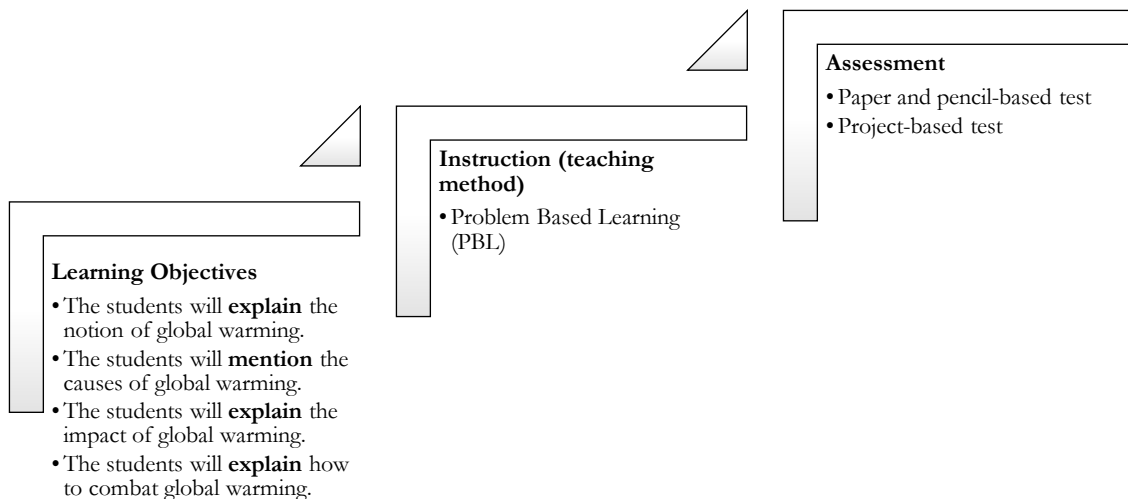 Learning Objectives
• The students will explain the
notion of global warming.
• The students will mention the
causes of global warming.
• The students will explain the
impact of global warming.
• The students will explain how
to combat global warming.
Instruction (teaching
method)
• Problem Based Learning
(PBL)
Assessment
• Paper and pencil-based test
• Project-based test